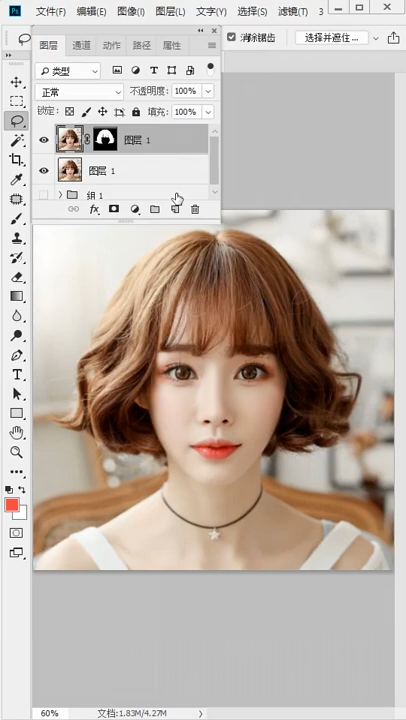 Ps 文件(F) 编辑(E) 图像(I) 图层(L) 文字(Y) 选择(S) 滤镜(T) 3
消除锯齿 选择并遮住...
图层 通道 动作 路径 属性
类型
正常 不透明度: 100%
锁定: 填充: 100%
图层 1
图层 1
组 1
fx
T
60% 文档:1.83M/4.27M